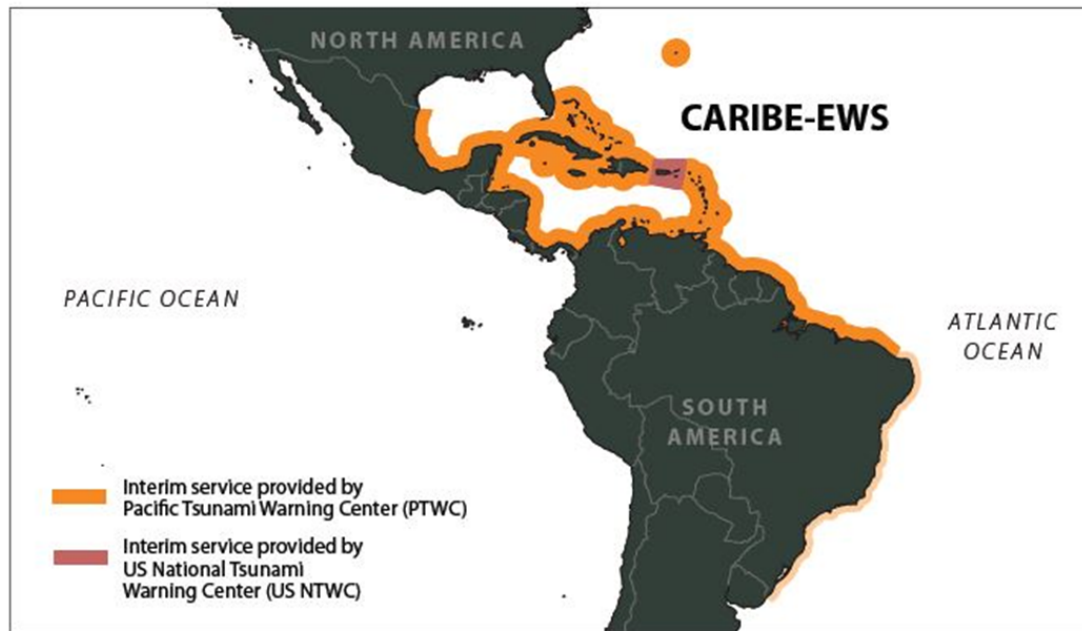 NORTH AMERICA
CARIBE-EWS
PACIFIC OCEAN
ATLANTIC
OCEAN
SOUTH
AMERICA
Interim service provided by
Pacific Tsunami Warning Center (PTWC)
Interim service provided by
US National Tsunami
Warning Center (US NTWC)